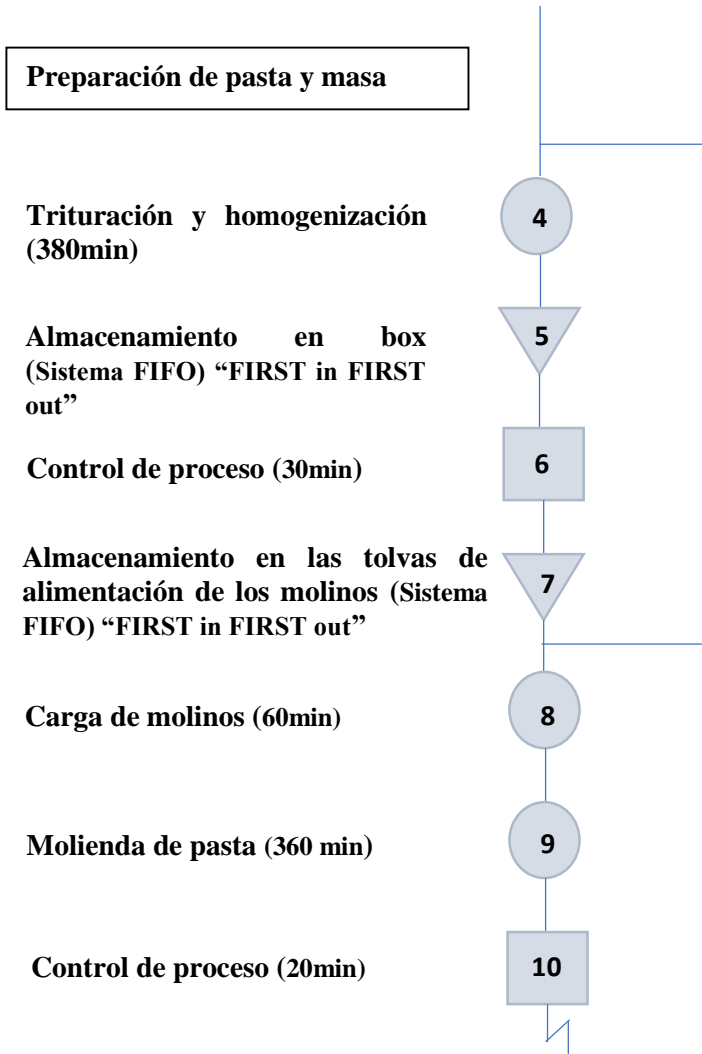 Preparación de pasta y masa
Trituración y homogenización
(380min)
4
Almacenamiento en box
(Sistema FIFO) “FIRST in FIRST
out”
5
Control de proceso (30min)
6
Almacenamiento en las tolvas de
alimentación de los molinos (Sistema
FIFO) “FIRST in FIRST out”
7
Carga de molinos (60min)
8
Molienda de pasta (360 min)
9
Control de proceso (20min)
10